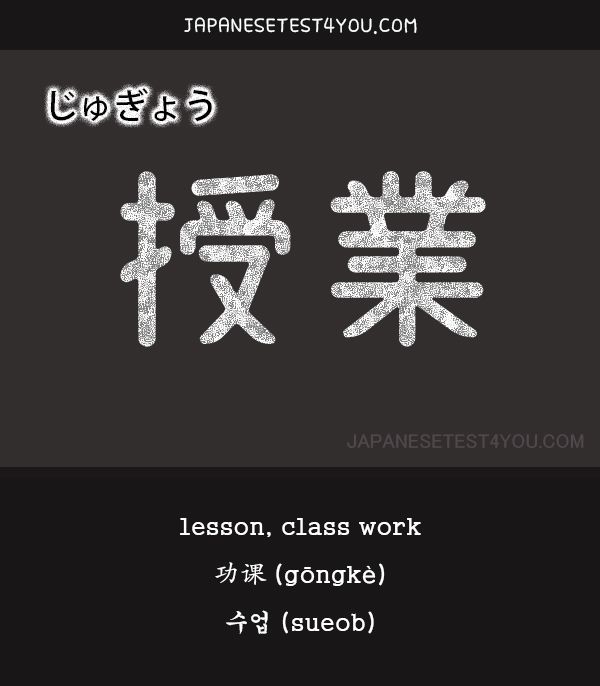 JAPANESETEST4YOU.COM
じゅぎょう
授業
JAPANESETEST4YOU.COM
lesson, class work
功课 (gōngkè)
수업 (sueob)